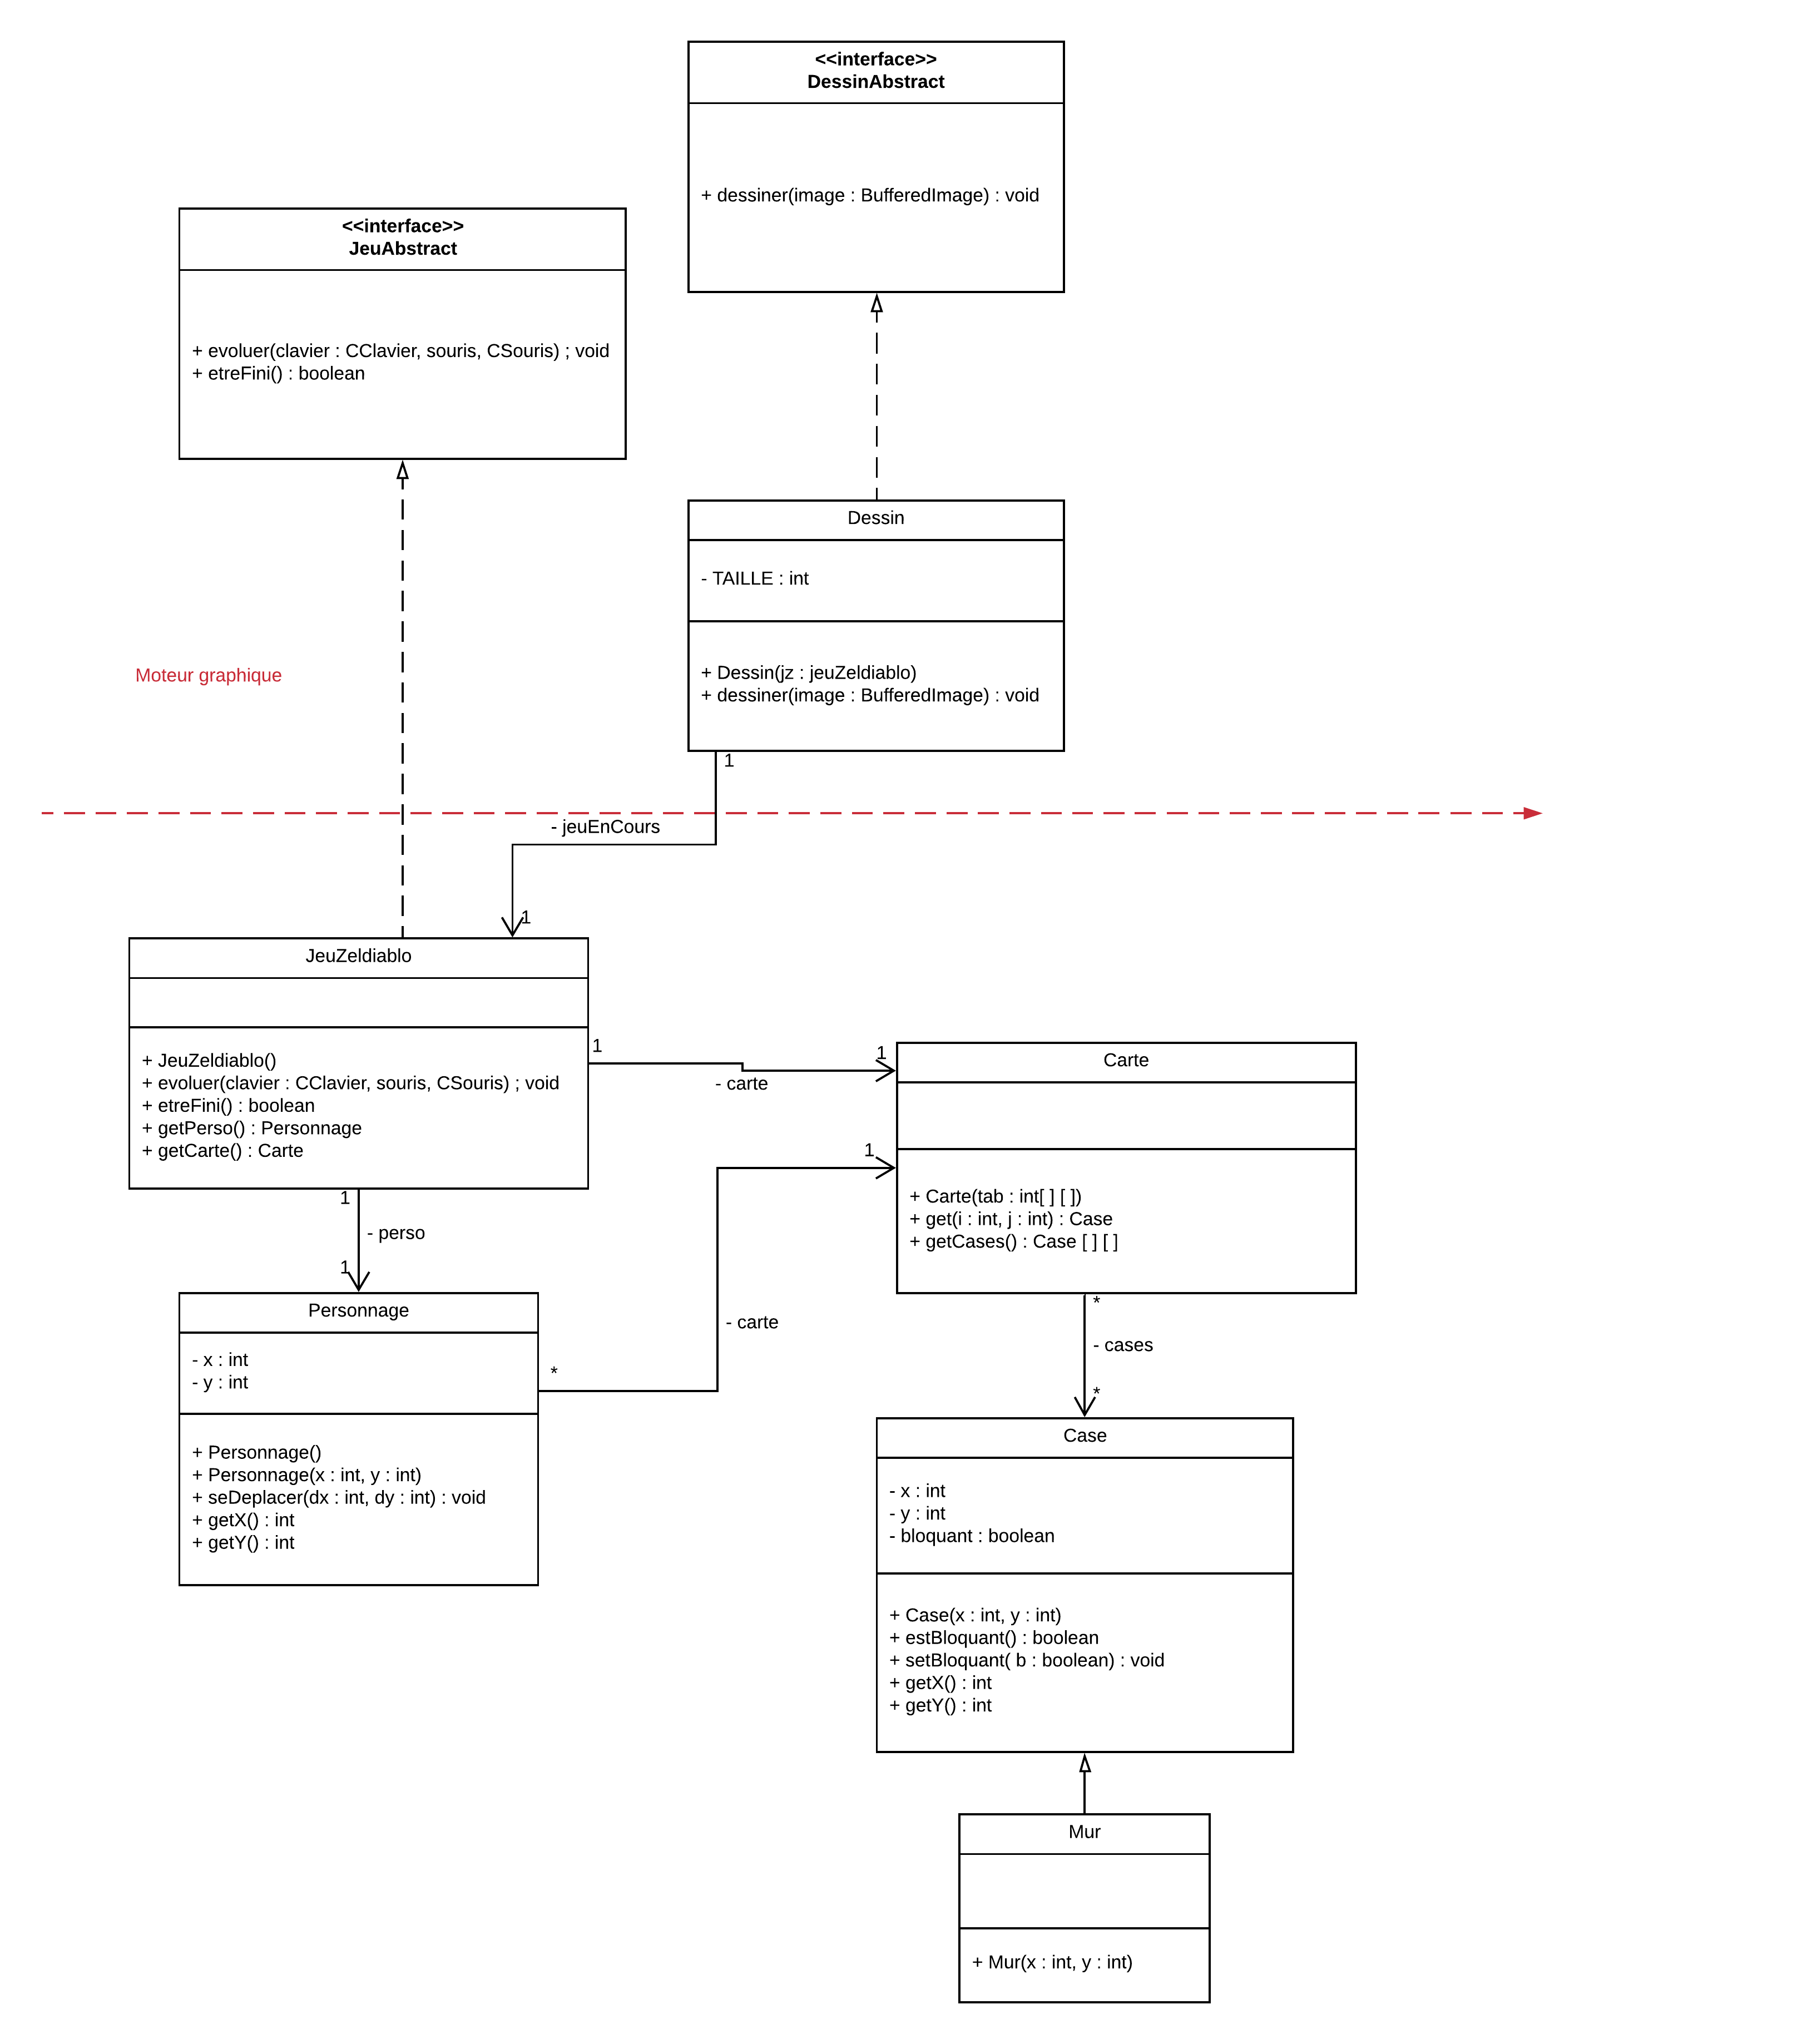 <<interface>>
DessinAbstract
+ dessiner(image : BufferedImage) : void
<<interface>>
JeuAbstract
+ evoluer(clavier : CClavier, souris, CSouris) ; void
+ etreFini() : boolean
Dessin
- TAILLE : int
+ Dessin(jz : jeuZeldiablo)
+ dessiner(image : BufferedImage) : void
Moteur graphique
1
- jeuEnCours
1
JeuZeldiablo
+ JeuZeldiablo()
+ evoluer(clavier : CClavier, souris, CSouris) ; void
+ etreFini() : boolean
+ getPerso() : Personnage
+ getCarte() : Carte
1
- carte
1
Carte
+ Carte(tab : int[ ] [ ])
+ get(i : int, j : int) : Case
+ getCases() : Case [ ] [ ]
1
- perso
1
Personnage
- x : int
- y : int
+ Personnage()
+ Personnage(x : int, y : int)
+ seDeplacer(dx : int, dy : int) : void
+ getX() : int
+ getY() : int
*
- carte
1
*
- cases
*
Case
- x : int
- y : int
- bloquant : boolean
+ Case(x : int, y : int)
+ estBloquant() : boolean
+ setBloquant( b : boolean) : void
+ getX() : int
+ getY() : int
Mur
+ Mur(x : int, y : int)